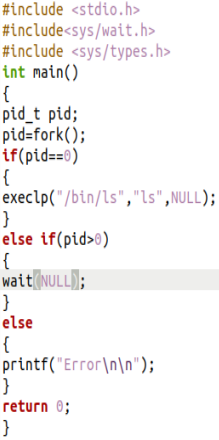 #include <stdio.h>
#include<sys/wait.h>
#include <sys/types.h>
int main()
{
pid_t pid;
pid=fork();
if(pid==0)
{
execlp("/bin/ls","ls",NULL);
}
else if(pid>0)
{
wait(NULL);
}
else
{
printf("Error\n\n");
}
return 0;
}